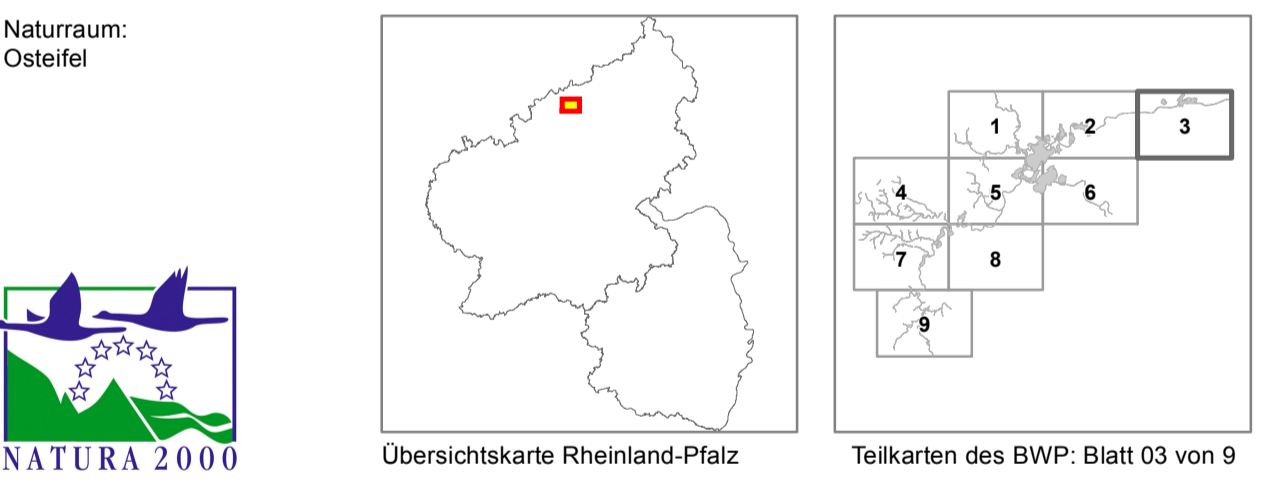 Naturraum:
Osteifel
NATURA 2000
Übersichtskarte Rheinland-Pfalz
1
2
3
4
5
6
7
8
9
Teilkarten des BWP: Blatt 03 von 9